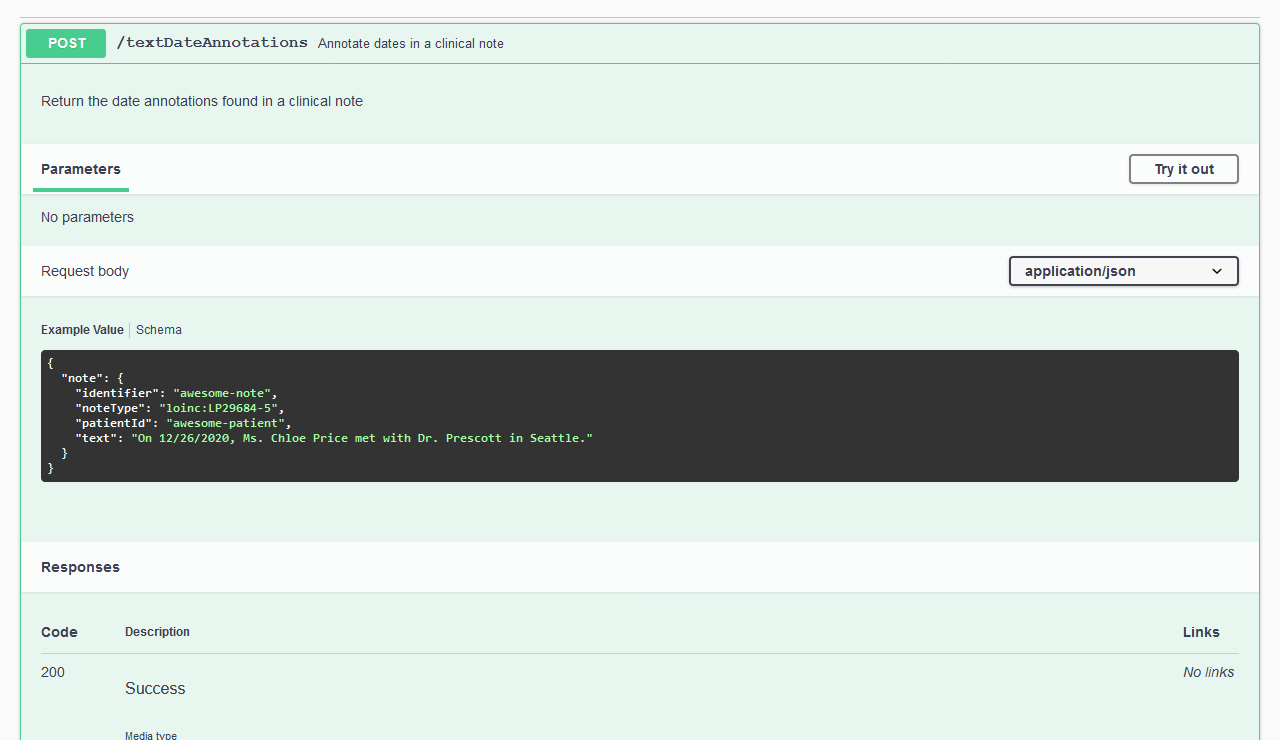 POST /textDateAnnotations Annotate dates in a clinical note
Return the date annotations found in a clinical note
Parameters Try it out
No parameters
Request body application/json
Example Value Schema
{
  "note": {
    "identifier": "awesome-note",
    "noteType": "loinc:LP29684-5",
    "patientId": "awesome-patient",
    "text": "On 12/26/2020, Ms. Chloe Price met with Dr. Prescott in Seattle."
  }
}
Responses
Code Description Links
200 No links
Success
Media type